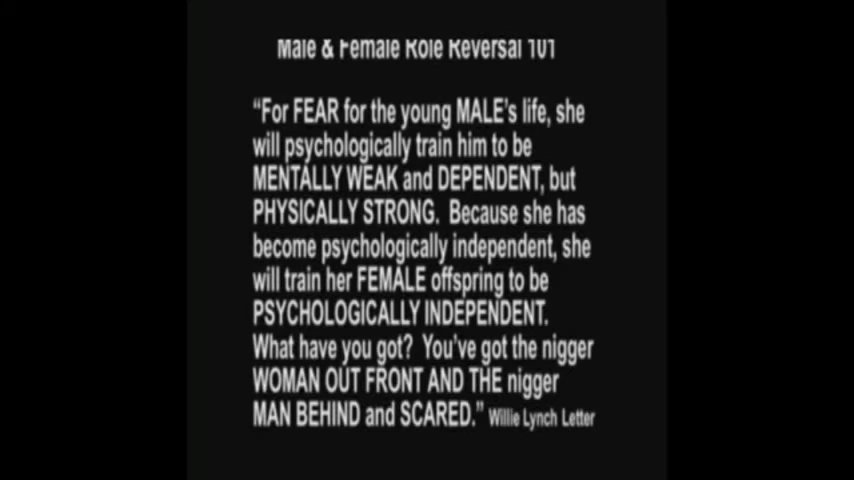 Male & Female Role Reversal 101
“For FEAR for the young MALE’s life, she
will psychologically train him to be
MENTALLY WEAK and DEPENDENT, but
PHYSICALLY STRONG. Because she has
become psychologically independent, she
will train her FEMALE offspring to be
PSYCHOLOGICALLY INDEPENDENT.
What have you got? You’ve got the nigger
WOMAN OUT FRONT AND THE nigger
MAN BEHIND and SCARED.” Willie Lynch Letter